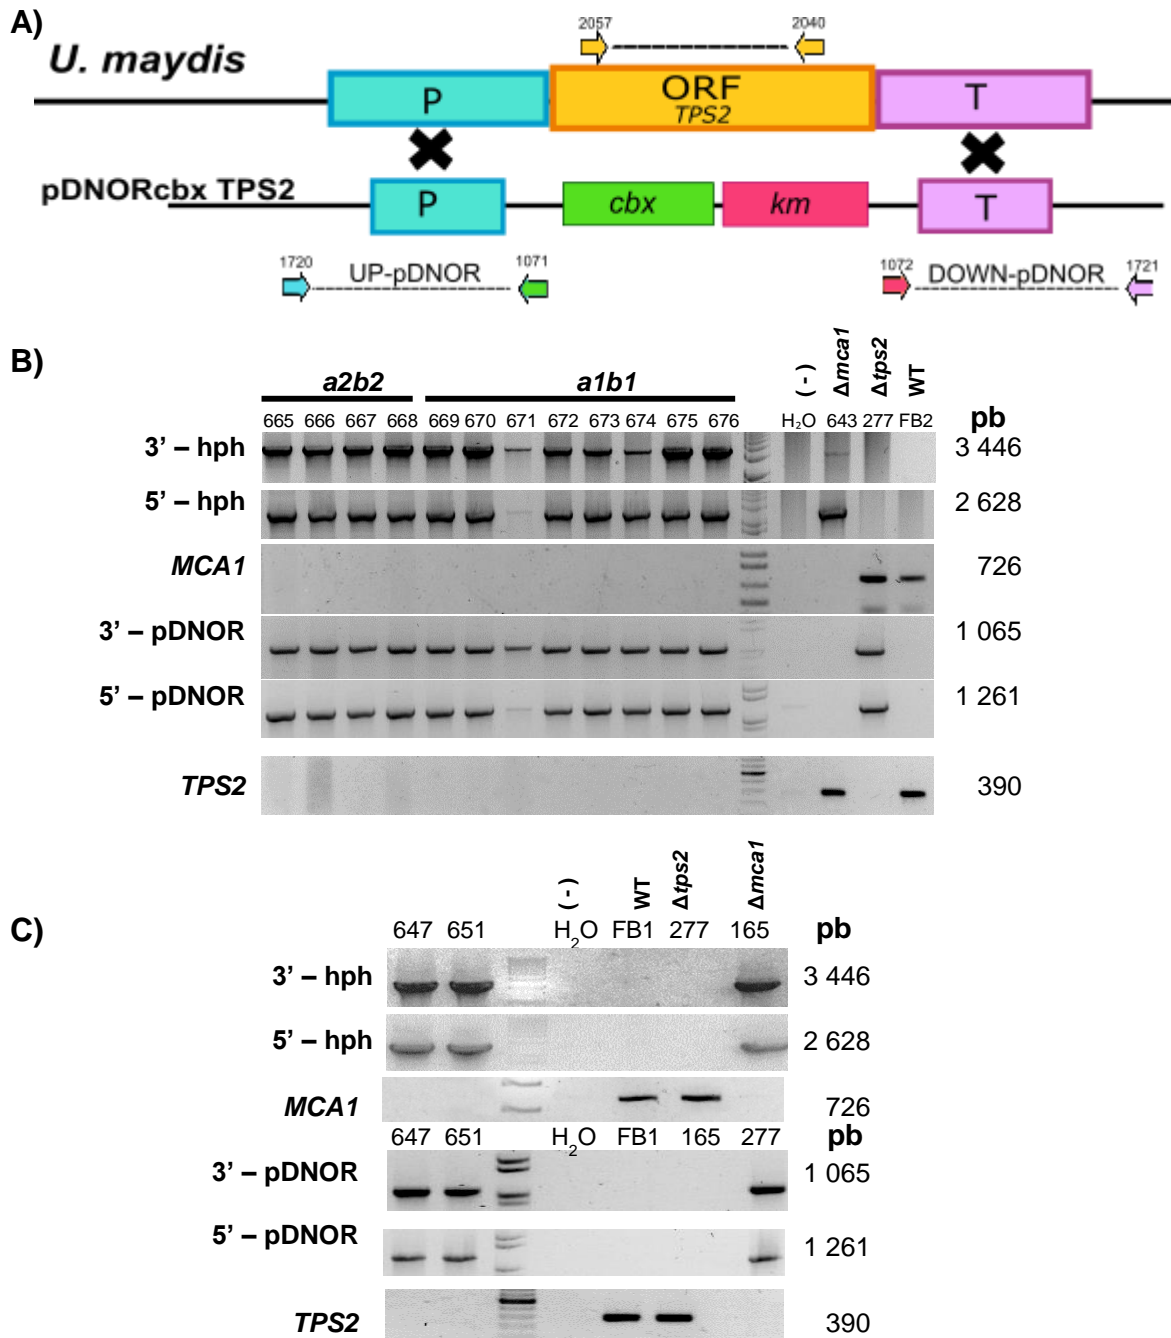 A)
2057 2040
U. maydis
P ORF TPS2 T
pDNORcbx TPS2
P cbx km T
1720 UP-pDNOR 1071 1072 DOWN-pDNOR 1721
B)
a2b2 a1b1 (-) Δmca1 Δtps2 WT
665 666 667 668 669 670 671 672 673 674 675 676 H₂O 643 277 FB2 pb
3’ – hph 3 446
5’ – hph 2 628
MCA1 726
3’ – pDNOR 1 065
5’ – pDNOR 1 261
TPS2 390
C)
(-) WT Δtps2 Δmca1
647 651 H₂O FB1 277 165 pb
3’ – hph 3 446
5’ – hph 2 628
MCA1 726
647 651 H₂O FB1 165 277 pb
3’ – pDNOR 1 065
5’ – pDNOR 1 261
TPS2 390